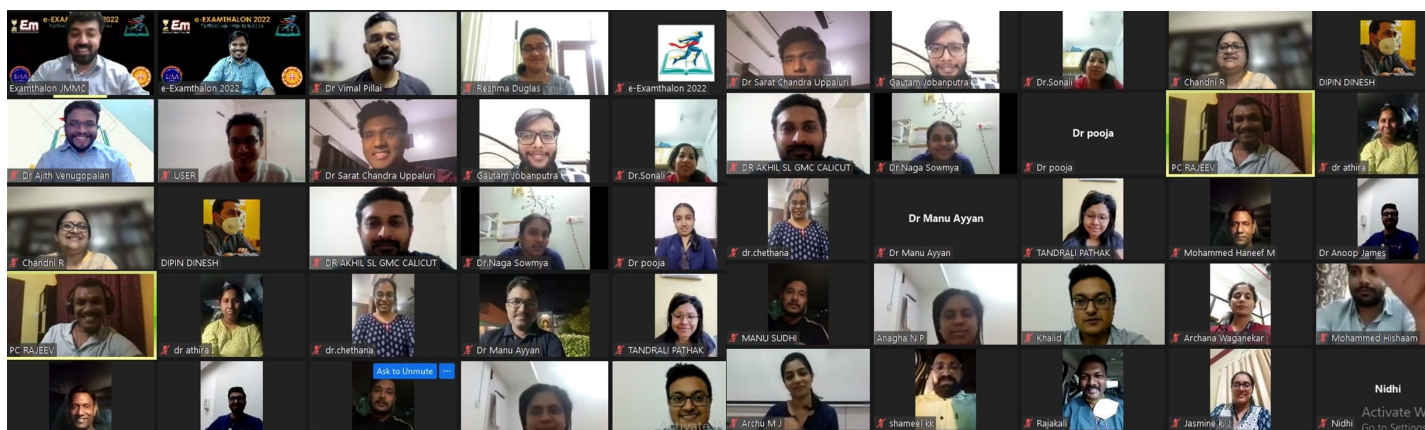 Em e-EXAMTHALON 2022
Examthalon JMMC
Em e-EXAMTHALON 2022
e-Examthalon 2022
Dr Vimal Pillai
Reshma Duglas
e-Examthalon 2022
Dr Ajith Venugopalan
USER
Dr Sarat Chandra Uppaluri
Gautam Jobanputra
Dr.Sonali
Chandni R
DIPIN DINESH
DR AKHIL SL GMC CALICUT
Dr.Naga Sowmya
Dr pooja
PC RAJEEV
dr athira
dr.chethana
Dr Manu Ayyan
TANDRALI PATHAK
Ask to Unmute ...
Dr Sarat Chandra Uppaluri
Gautam Jobanputra
Dr.Sonali
Chandni R
DIPIN DINESH
DR AKHIL SL GMC CALICUT
Dr.Naga Sowmya
Dr pooja
Dr pooja
PC RAJEEV
dr athira
dr.chethana
Dr Manu Ayyan
Dr Manu Ayyan
TANDRALI PATHAK
Mohammed Haneef M
Dr Anoop James
MANU SUDHI
Anagha N P
Khalid
Archana Waganekar
Mohammed Hishaam
Archu M J
shameel kk
Rajakali
Jasmine k. J
Nidhi
Nidhi
Activate W
Go to Setting